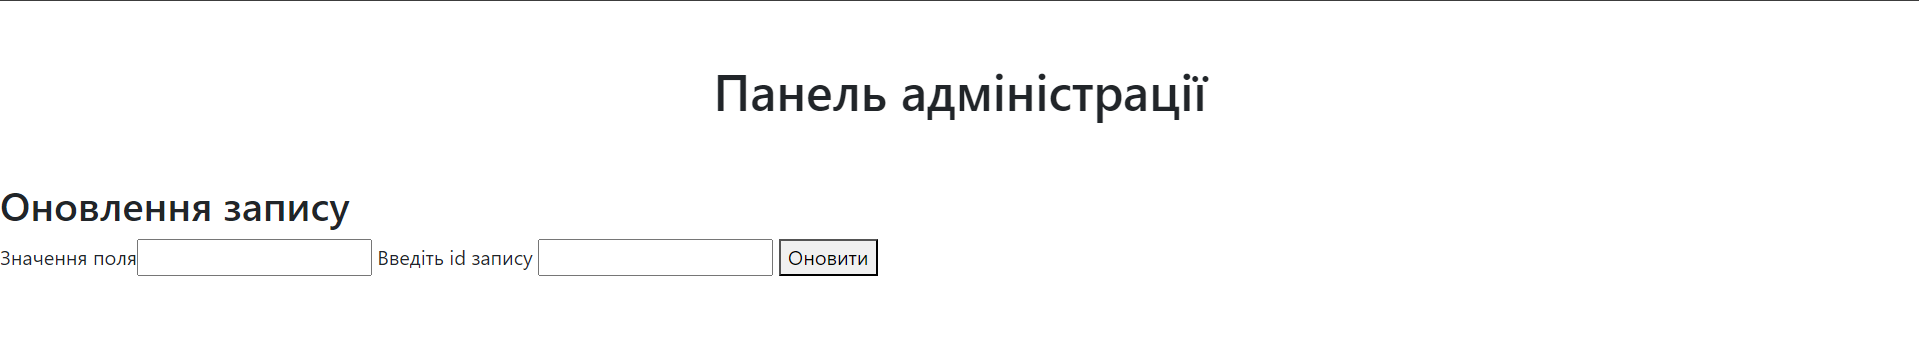 Панель адміністрації
Оновлення запису
Значення поля Введіть id запису Оновити